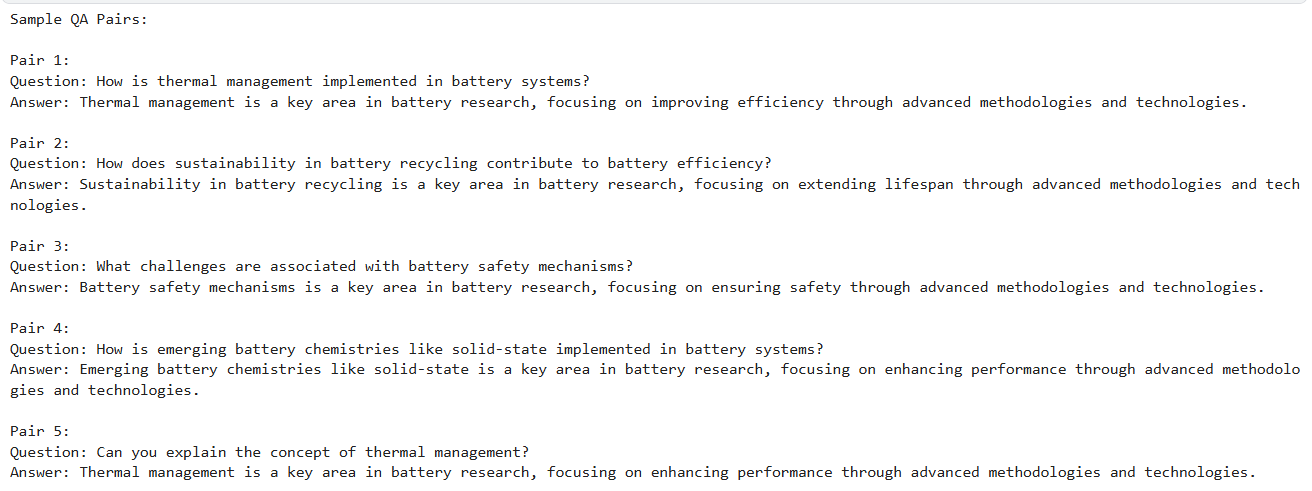 Sample QA Pairs:
Pair 1:
Question: How is thermal management implemented in battery systems?
Answer: Thermal management is a key area in battery research, focusing on improving efficiency through advanced methodologies and technologies.
Pair 2:
Question: How does sustainability in battery recycling contribute to battery efficiency?
Answer: Sustainability in battery recycling is a key area in battery research, focusing on extending lifespan through advanced methodologies and tech
nologies.
Pair 3:
Question: What challenges are associated with battery safety mechanisms?
Answer: Battery safety mechanisms is a key area in battery research, focusing on ensuring safety through advanced methodologies and technologies.
Pair 4:
Question: How is emerging battery chemistries like solid-state implemented in battery systems?
Answer: Emerging battery chemistries like solid-state is a key area in battery research, focusing on enhancing performance through advanced methodolo
gies and technologies.
Pair 5:
Question: Can you explain the concept of thermal management?
Answer: Thermal management is a key area in battery research, focusing on enhancing performance through advanced methodologies and technologies.